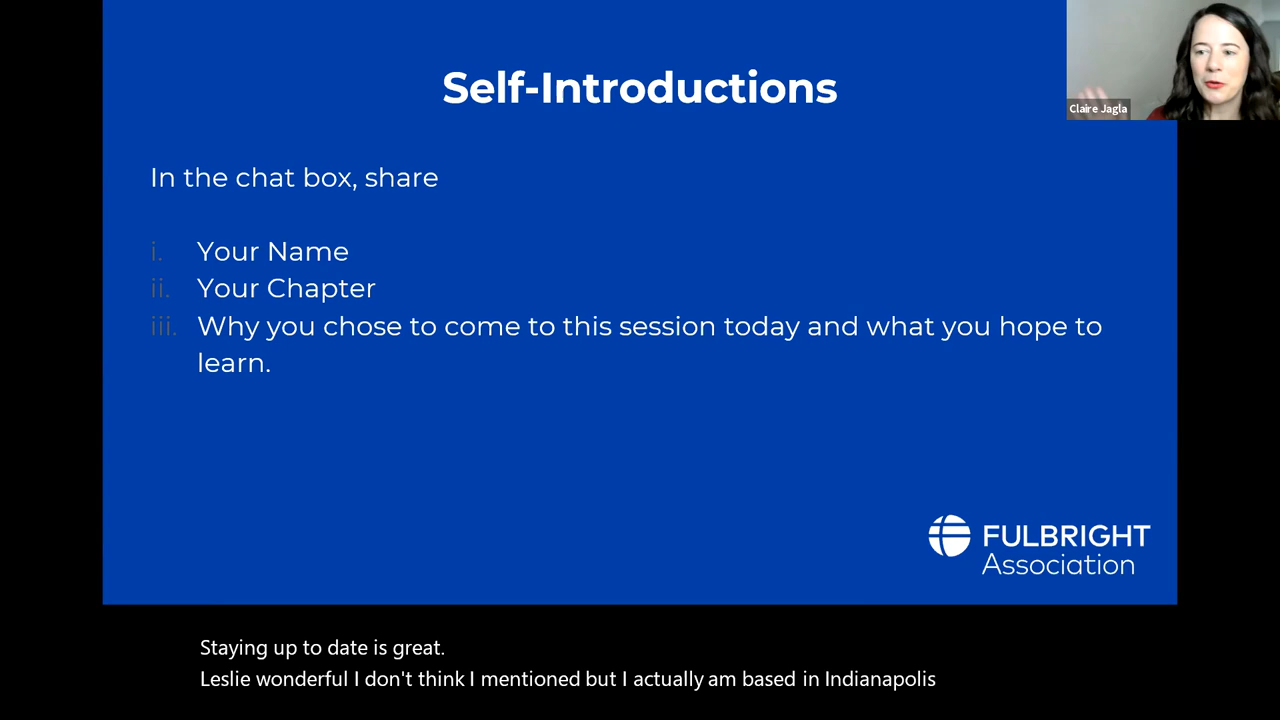 Self-Introductions
Claire Jagla
In the chat box, share
i. Your Name
ii. Your Chapter
iii. Why you chose to come to this session today and what you hope to
learn.
FULBRIGHT
Association
Staying up to date is great.
Leslie wonderful I don't think I mentioned but I actually am based in Indianapolis